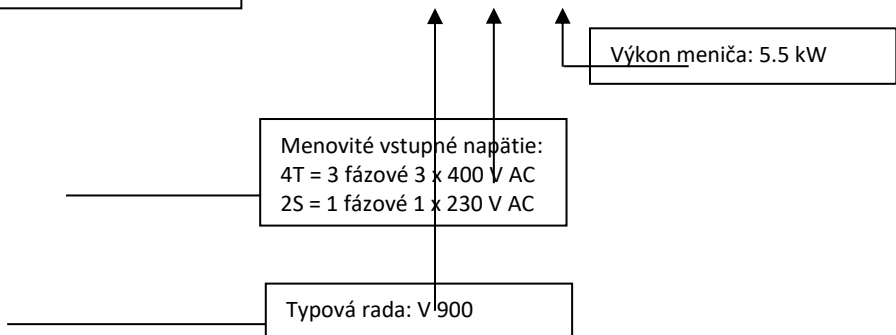 Výkon meniča: 5.5 kW
Menovité vstupné napätie:
4T = 3 fázové 3 x 400 V AC
2S = 1 fázové 1 x 230 V AC
Typová rada: V 900